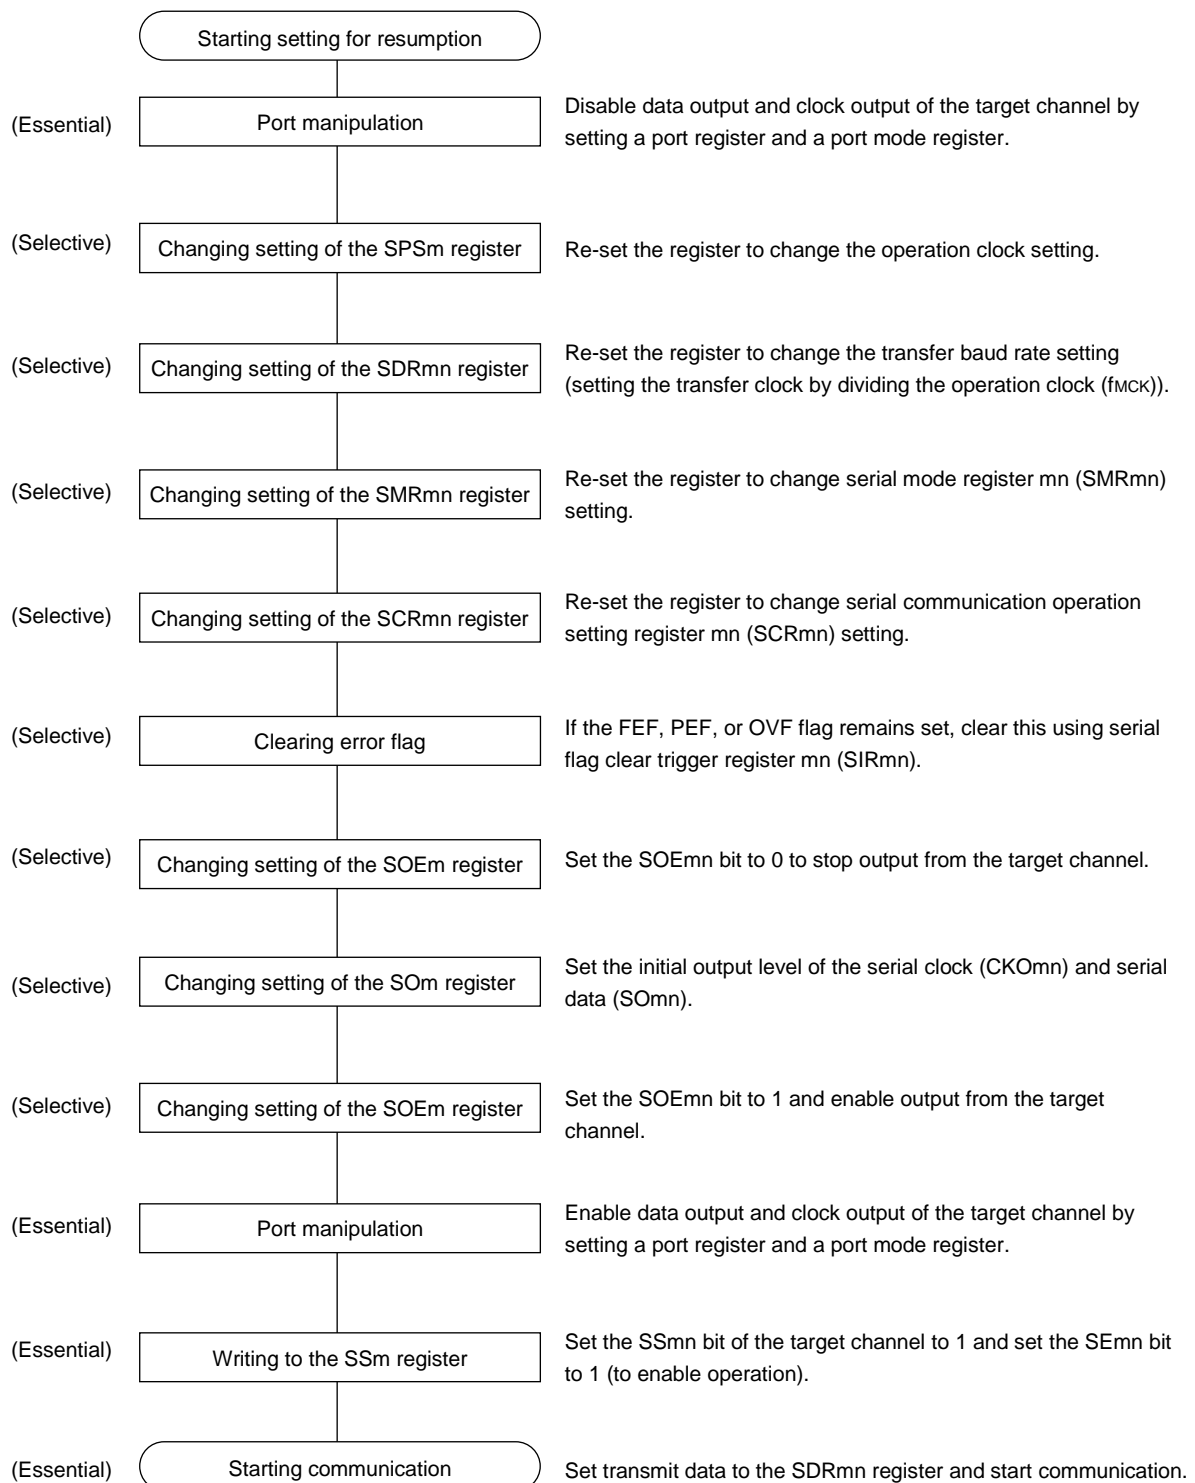 Starting setting for resumption
(Essential)
Port manipulation
Disable data output and clock output of the target channel by
setting a port register and a port mode register.
(Selective)
Changing setting of the SPSm register
Re-set the register to change the operation clock setting.
(Selective)
Changing setting of the SDRmn register
Re-set the register to change the transfer baud rate setting
(setting the transfer clock by dividing the operation clock (fMCK)).
(Selective)
Changing setting of the SMRmn register
Re-set the register to change serial mode register mn (SMRmn)
setting.
(Selective)
Changing setting of the SCRmn register
Re-set the register to change serial communication operation
setting register mn (SCRmn) setting.
(Selective)
Clearing error flag
If the FEF, PEF, or OVF flag remains set, clear this using serial
flag clear trigger register mn (SIRmn).
(Selective)
Changing setting of the SOEm register
Set the SOEmn bit to 0 to stop output from the target channel.
(Selective)
Changing setting of the SOm register
Set the initial output level of the serial clock (CKOmn) and serial
data (SOmn).
(Selective)
Changing setting of the SOEm register
Set the SOEmn bit to 1 and enable output from the target
channel.
(Essential)
Port manipulation
Enable data output and clock output of the target channel by
setting a port register and a port mode register.
(Essential)
Writing to the SSm register
Set the SSmn bit of the target channel to 1 and set the SEmn bit
to 1 (to enable operation).
(Essential)
Starting communication
Set transmit data to the SDRmn register and start communication.